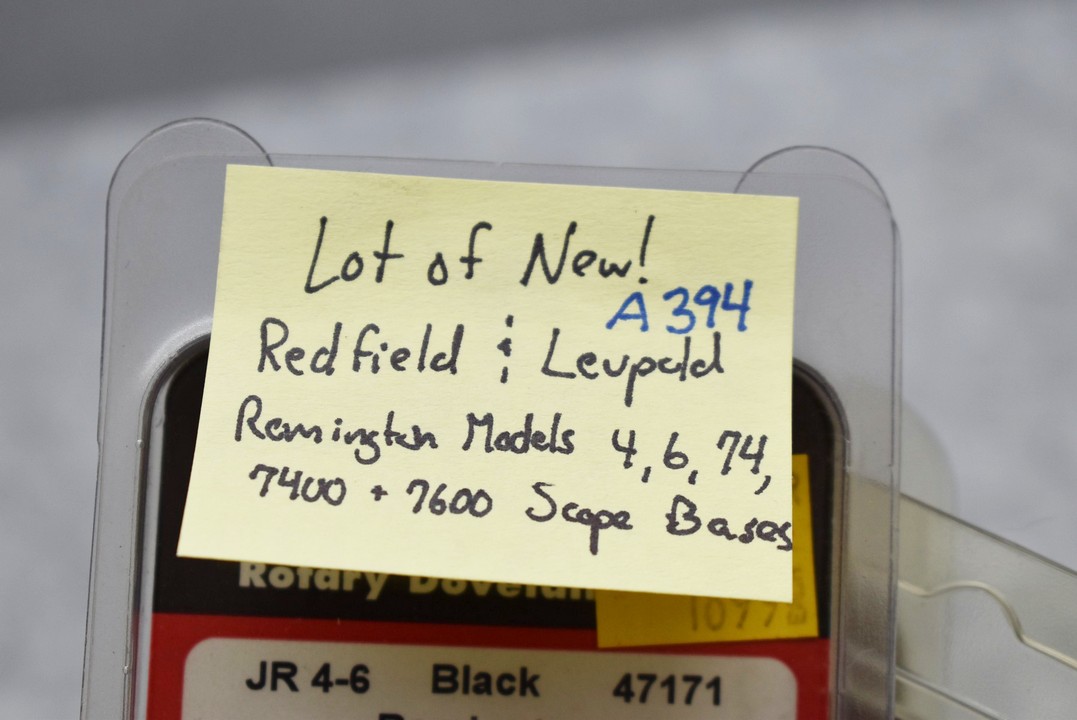 Lot of New!
A394
Redfield & Leupold
Remington Models 4, 6, 74,
7400 + 7600 Scope Bases
Rotary
JR 4-6 Black 47171